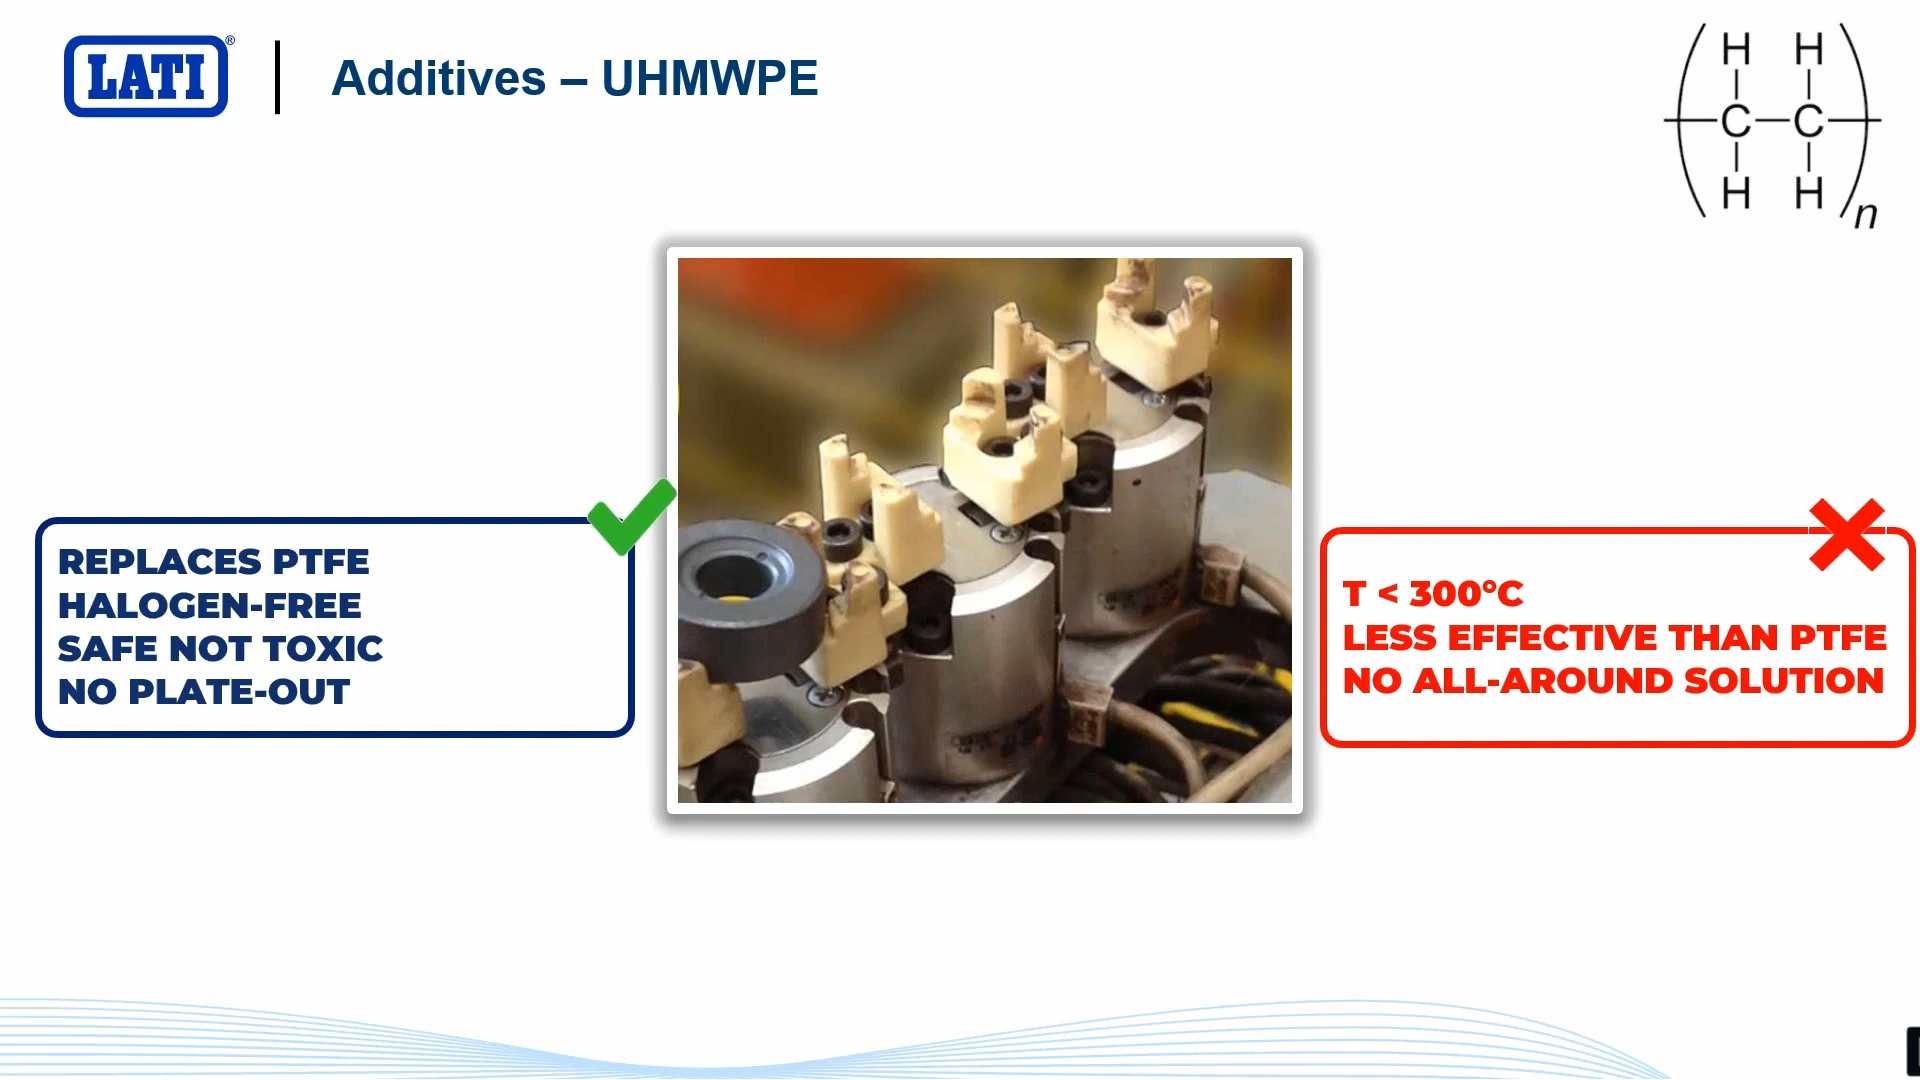 LATI®
Additives – UHMWPE
H H
C C
H H
n
REPLACES PTFE
HALOGEN-FREE
SAFE NOT TOXIC
NO PLATE-OUT
T < 300°C
LESS EFFECTIVE THAN PTFE
NO ALL-AROUND SOLUTION